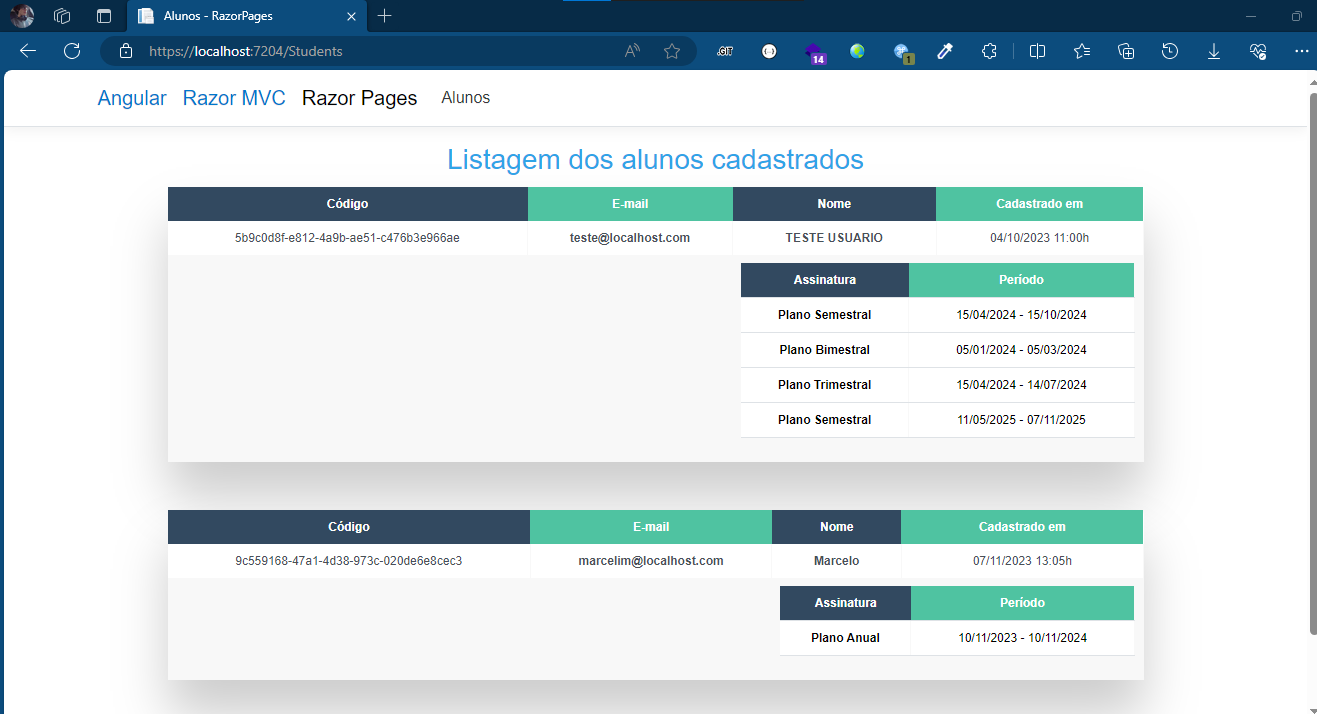 Alunos - RazorPages
https://localhost:7204/Students
.GIT
14
1
Angular Razor MVC Razor Pages Alunos
Listagem dos alunos cadastrados
Código E-mail Nome Cadastrado em
5b9c0d8f-e812-4a9b-ae51-c476b3e966ae teste@localhost.com TESTE USUARIO 04/10/2023 11:00h
Assinatura Período
Plano Semestral 15/04/2024 - 15/10/2024
Plano Bimestral 05/01/2024 - 05/03/2024
Plano Trimestral 15/04/2024 - 14/07/2024
Plano Semestral 11/05/2025 - 07/11/2025
Código E-mail Nome Cadastrado em
9c559168-47a1-4d38-973c-020de6e8cec3 marcelim@localhost.com Marcelo 07/11/2023 13:05h
Assinatura Período
Plano Anual 10/11/2023 - 10/11/2024